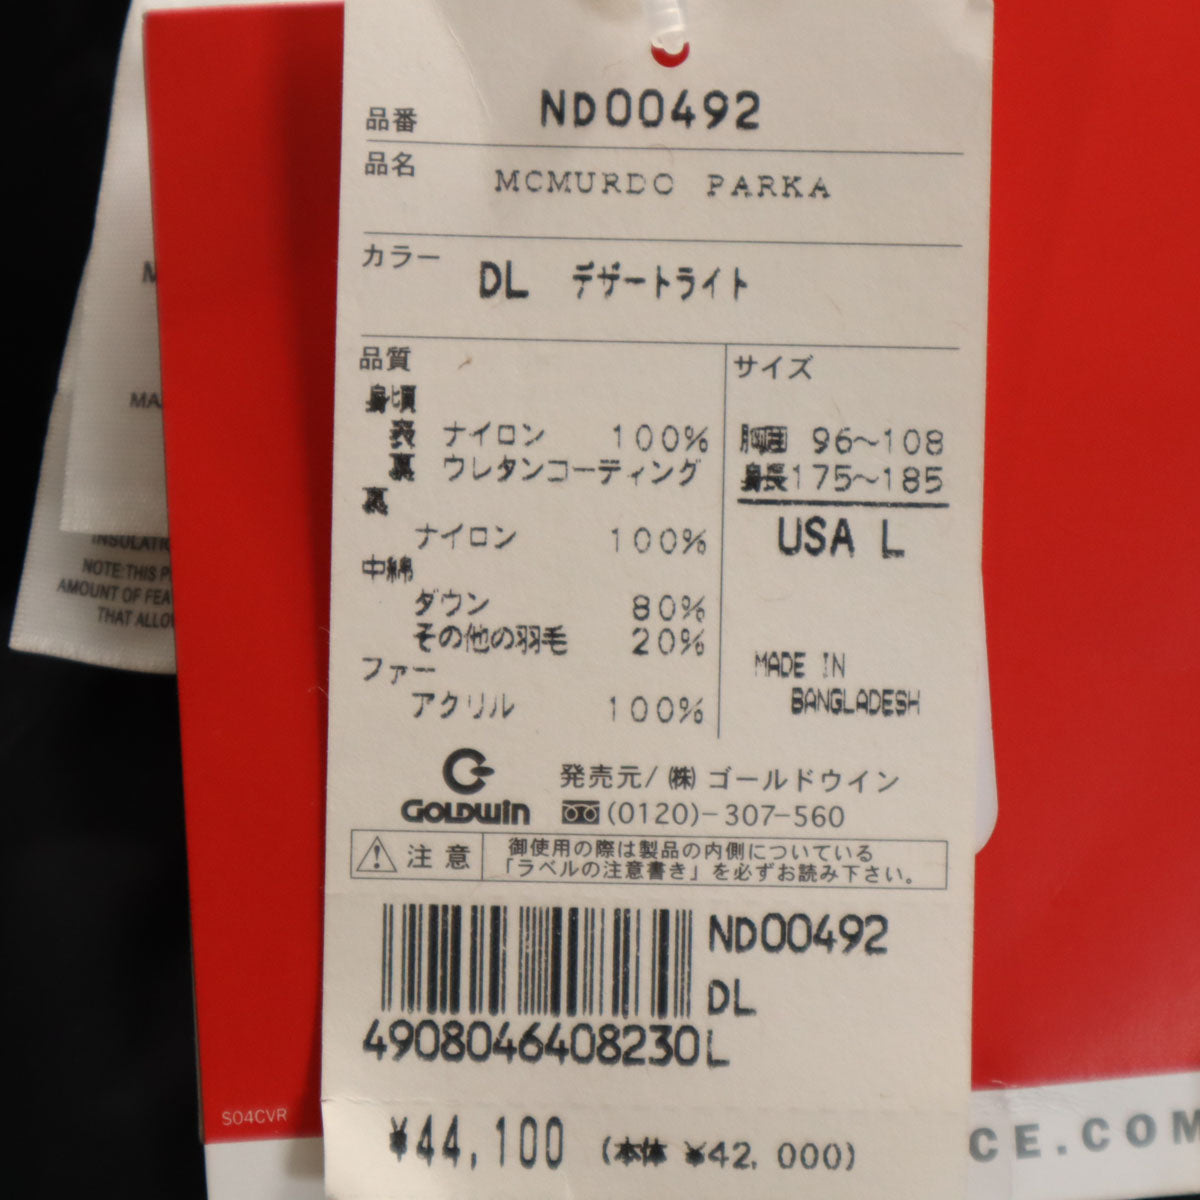 品番 ND00492
品名 MCMURDO PARKA
カラー DL デザートライト
品質
身頃
表 ナイロン 100%
裏 ウレタンコーティング
裏
ナイロン 100%
中綿
ダウン 80%
その他の羽毛 20%
ファー
アクリル 100%
サイズ
胸囲 96～108
身長 175～185
USA L
MADE IN
BANGLADESH
GOLDWIN
発売元/㈱ ゴールドウイン
(0120)-307-560
注意
御使用の際は製品の内側についている
「ラベルの注意書き」を必ずお読み下さい。
ND00492
DL
4908046408230 L
¥44,100 (本体 ¥42,000)
S04CVR
CE.COM
INSULATIO
NOTE:THIS P
AMOUNT OF FEA
THAT ALLOW
MA